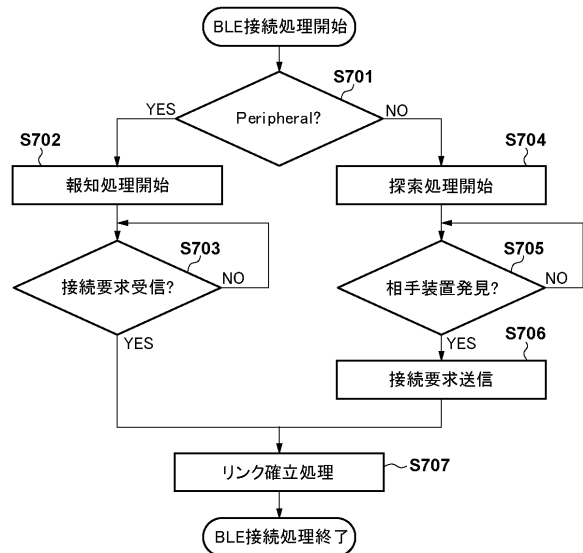 BLE接続処理開始
S701
Peripheral?
YES
NO
S702
報知処理開始
S704
探索処理開始
S703
接続要求受信?
NO
YES
S705
相手装置発見?
NO
YES
S706
接続要求送信
リンク確立処理
S707
BLE接続処理終了